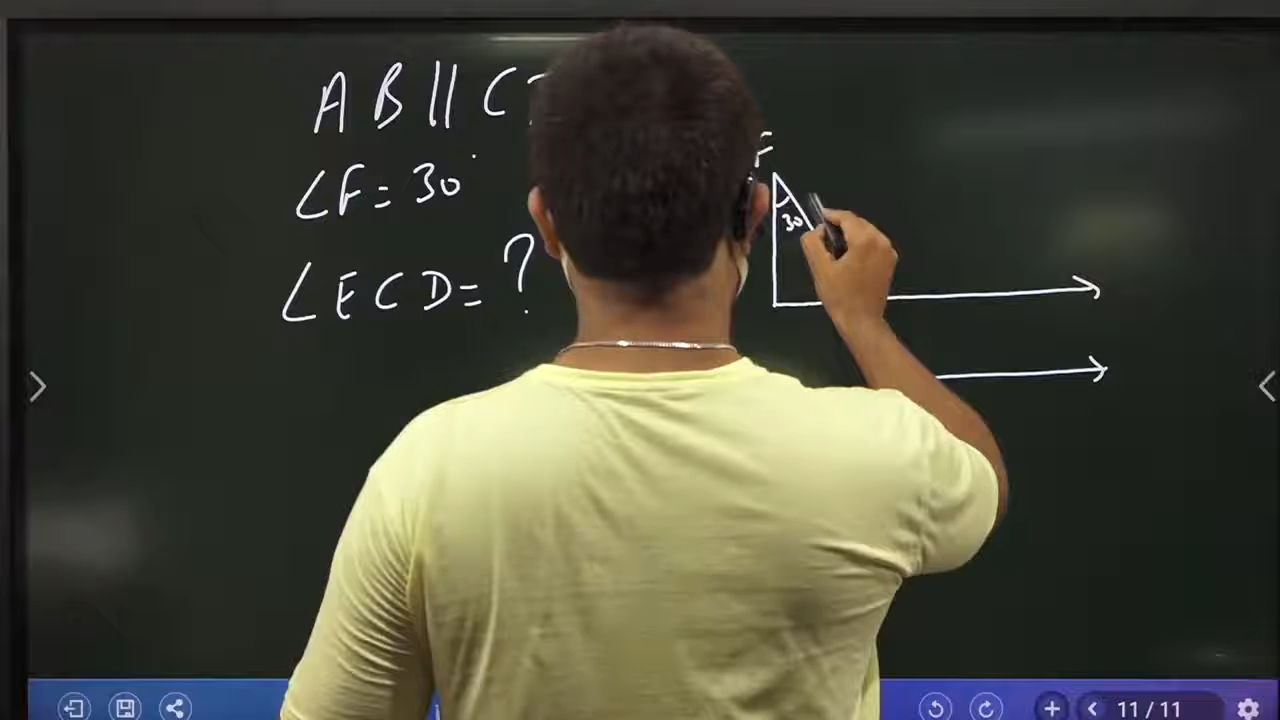 AB || C
∠F = 30°
∠ECD = ?
F
30
11 / 11